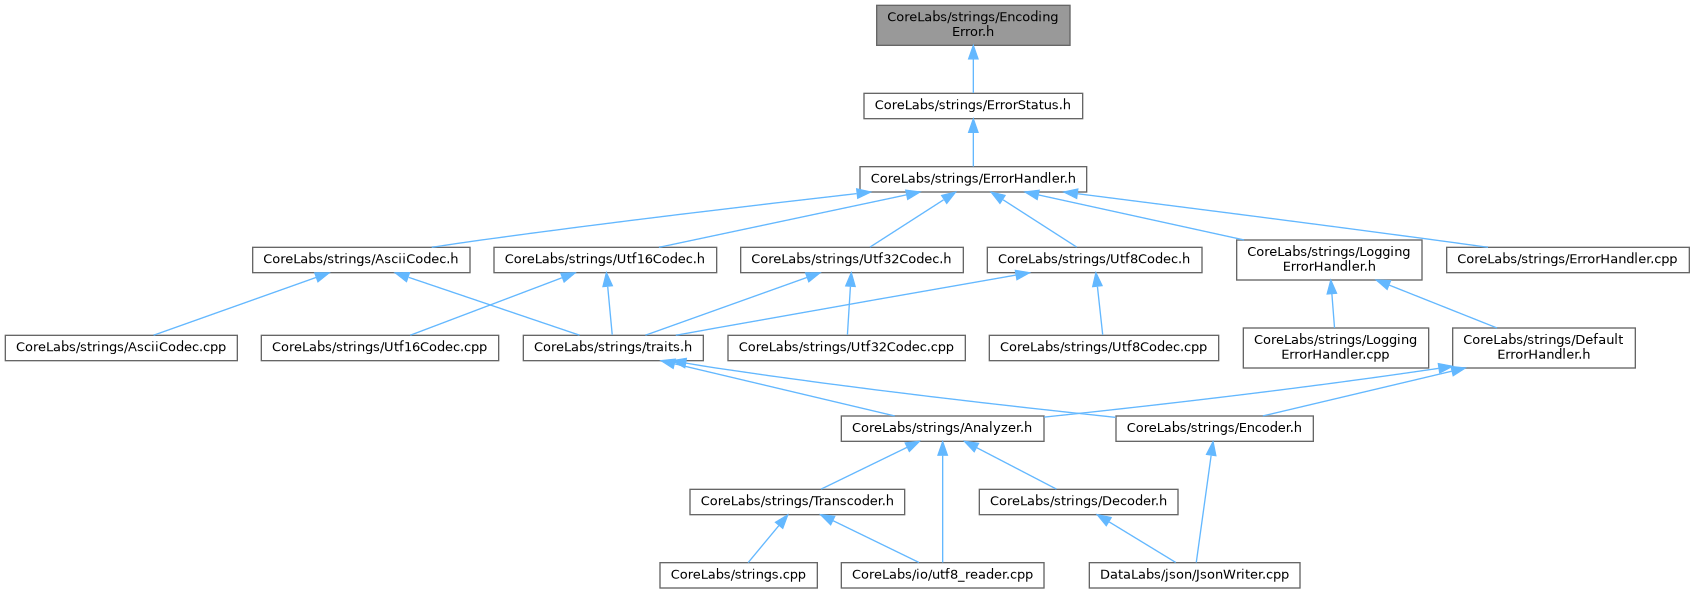 CoreLabs/strings/Encoding
Error.h
CoreLabs/strings/ErrorStatus.h
CoreLabs/strings/ErrorHandler.h
CoreLabs/strings/AsciiCodec.h
CoreLabs/strings/Utf16Codec.h
CoreLabs/strings/Utf32Codec.h
CoreLabs/strings/Utf8Codec.h
CoreLabs/strings/Logging
ErrorHandler.h
CoreLabs/strings/ErrorHandler.cpp
CoreLabs/strings/AsciiCodec.cpp
CoreLabs/strings/Utf16Codec.cpp
CoreLabs/strings/traits.h
CoreLabs/strings/Utf32Codec.cpp
CoreLabs/strings/Utf8Codec.cpp
CoreLabs/strings/Logging
ErrorHandler.cpp
CoreLabs/strings/Default
ErrorHandler.h
CoreLabs/strings/Analyzer.h
CoreLabs/strings/Encoder.h
CoreLabs/strings/Transcoder.h
CoreLabs/strings/Decoder.h
CoreLabs/strings.cpp
CoreLabs/io/utf8_reader.cpp
DataLabs/json/JsonWriter.cpp